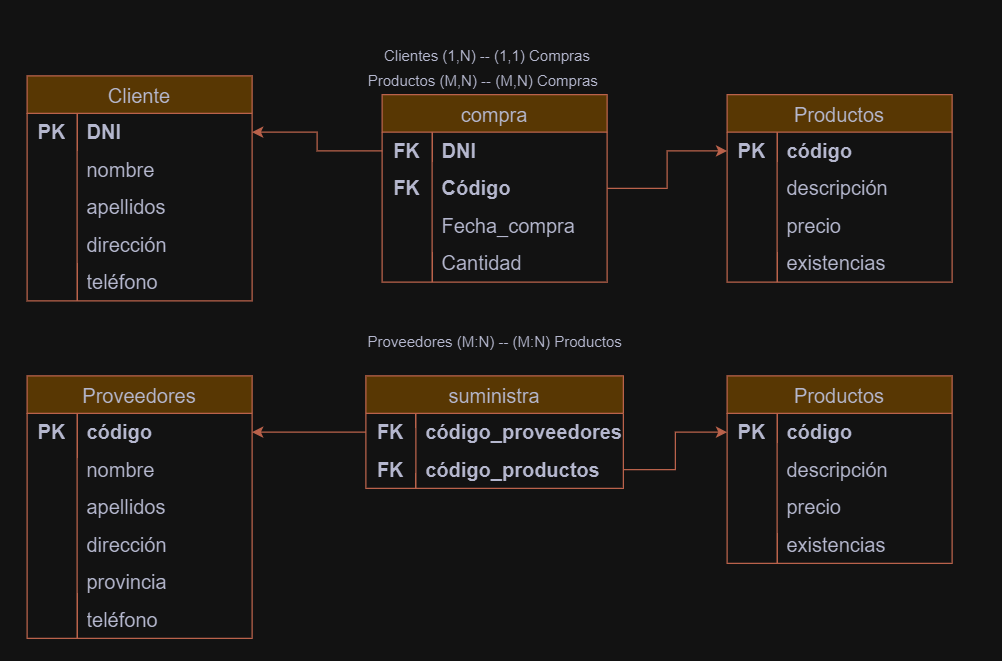 Clientes (1,N) -- (1,1) Compras
Productos (M,N) -- (M,N) Compras
Cliente
PK DNI
nombre
apellidos
dirección
teléfono
compra
FK DNI
FK Código
Fecha_compra
Cantidad
Productos
PK código
descripción
precio
existencias
Proveedores (M:N) -- (M:N) Productos
Proveedores
PK código
nombre
apellidos
dirección
provincia
teléfono
suministra
FK código_proveedores
FK código_productos
Productos
PK código
descripción
precio
existencias